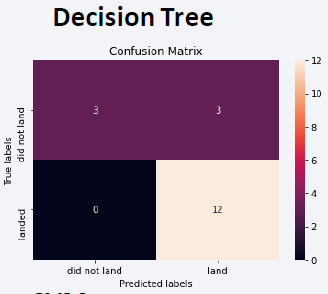 Decision Tree
Confusion Matrix
did not land
landed
True labels
3 3
0 12
did not land land
Predicted labels
12
10
8
6
4
2
0